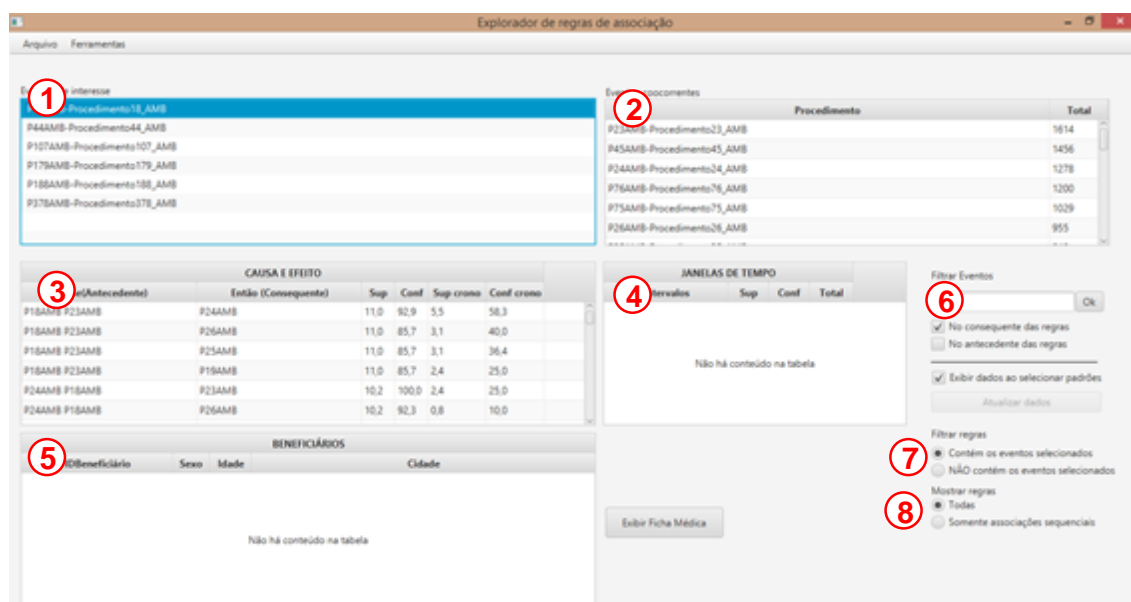 Explorador de regras de associação
Arquivo Ferramentas
1
interesse
Procedimento18_AMB
P44AMB-Procedimento44_AMB
P107AMB-Procedimento107_AMB
P179AMB-Procedimento179_AMB
P188AMB-Procedimento188_AMB
P378AMB-Procedimento378_AMB
2
coocorrentes
Procedimento Total
P23AMB-Procedimento23_AMB 1614
P45AMB-Procedimento45_AMB 1456
P24AMB-Procedimento24_AMB 1278
P76AMB-Procedimento76_AMB 1200
P75AMB-Procedimento75_AMB 1029
P26AMB-Procedimento26_AMB 955
3
CAUSA E EFEITO
(Antecedente) Então (Consequente) Sup Conf Sup crono Conf crono
P18AMB P23AMB P24AMB 11,0 92,9 5,5 58,3
P18AMB P23AMB P26AMB 11,0 85,7 3,1 40,0
P18AMB P23AMB P25AMB 11,0 85,7 3,1 36,4
P18AMB P23AMB P19AMB 11,0 85,7 2,4 25,0
P24AMB P18AMB P23AMB 10,2 100,0 2,4 25,0
P24AMB P18AMB P26AMB 10,2 92,3 0,8 10,0
4
JANELAS DE TEMPO
Intervalos Sup Conf Total
Não há conteúdo na tabela
Filtrar Eventos
6
Ok
No consequente das regras
No antecedente das regras
Exibir dados ao selecionar padrões
Atualizar dados
5
BENEFICIÁRIOS
IDBeneficiário Sexo Idade Cidade
Não há conteúdo na tabela
Exibir Ficha Médica
Filtrar regras
7
Contém os eventos selecionados
NÃO contém os eventos selecionados
Mostrar regras
8
Todas
Somente associações sequenciais